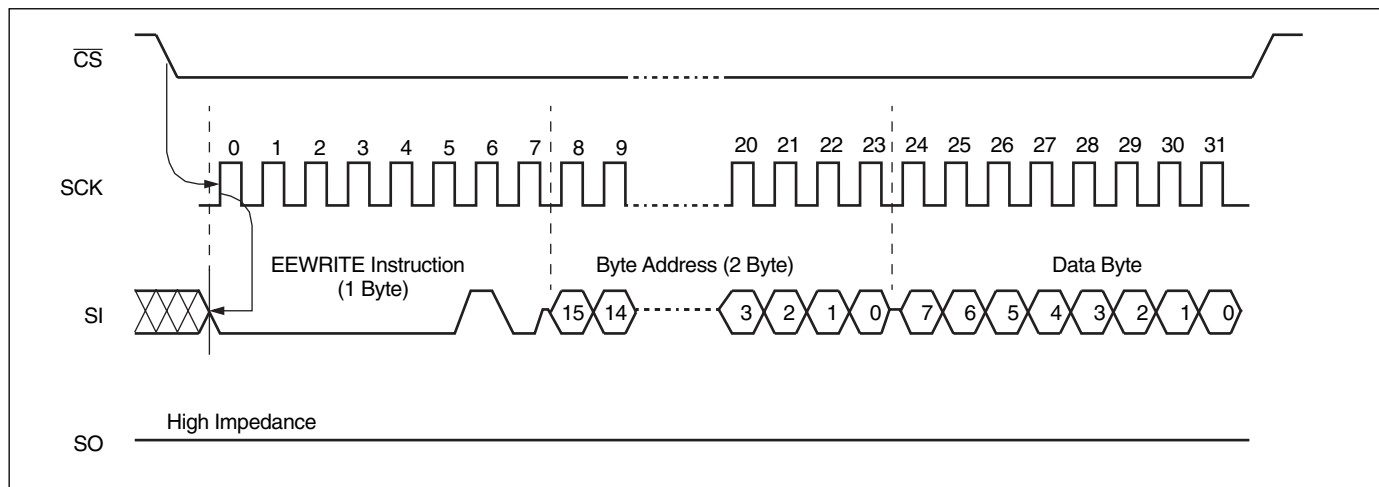 CS
0 1 2 3 4 5 6 7 8 9 20 21 22 23 24 25 26 27 28 29 30 31
SCK
EEWRITE Instruction
(1 Byte)
Byte Address (2 Byte)
Data Byte
SI
15 14 3 2 1 0 7 6 5 4 3 2 1 0
High Impedance
SO